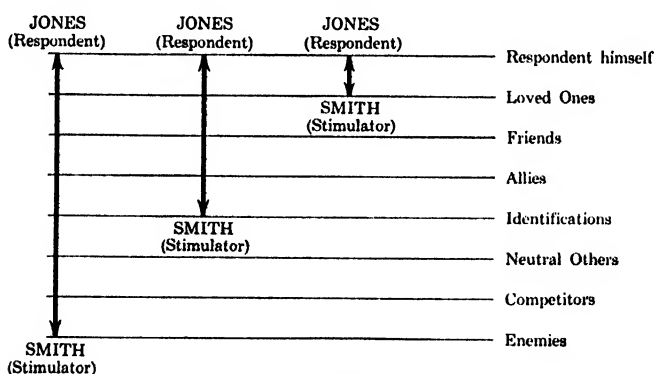 JONES JONES JONES
(Respondent) (Respondent) (Respondent)
Respondent himself
Loved Ones
SMITH
(Stimulator)
Friends
Allies
Identifications
SMITH
(Stimulator)
Neutral Others
Competitors
Enemies
SMITH
(Stimulator)